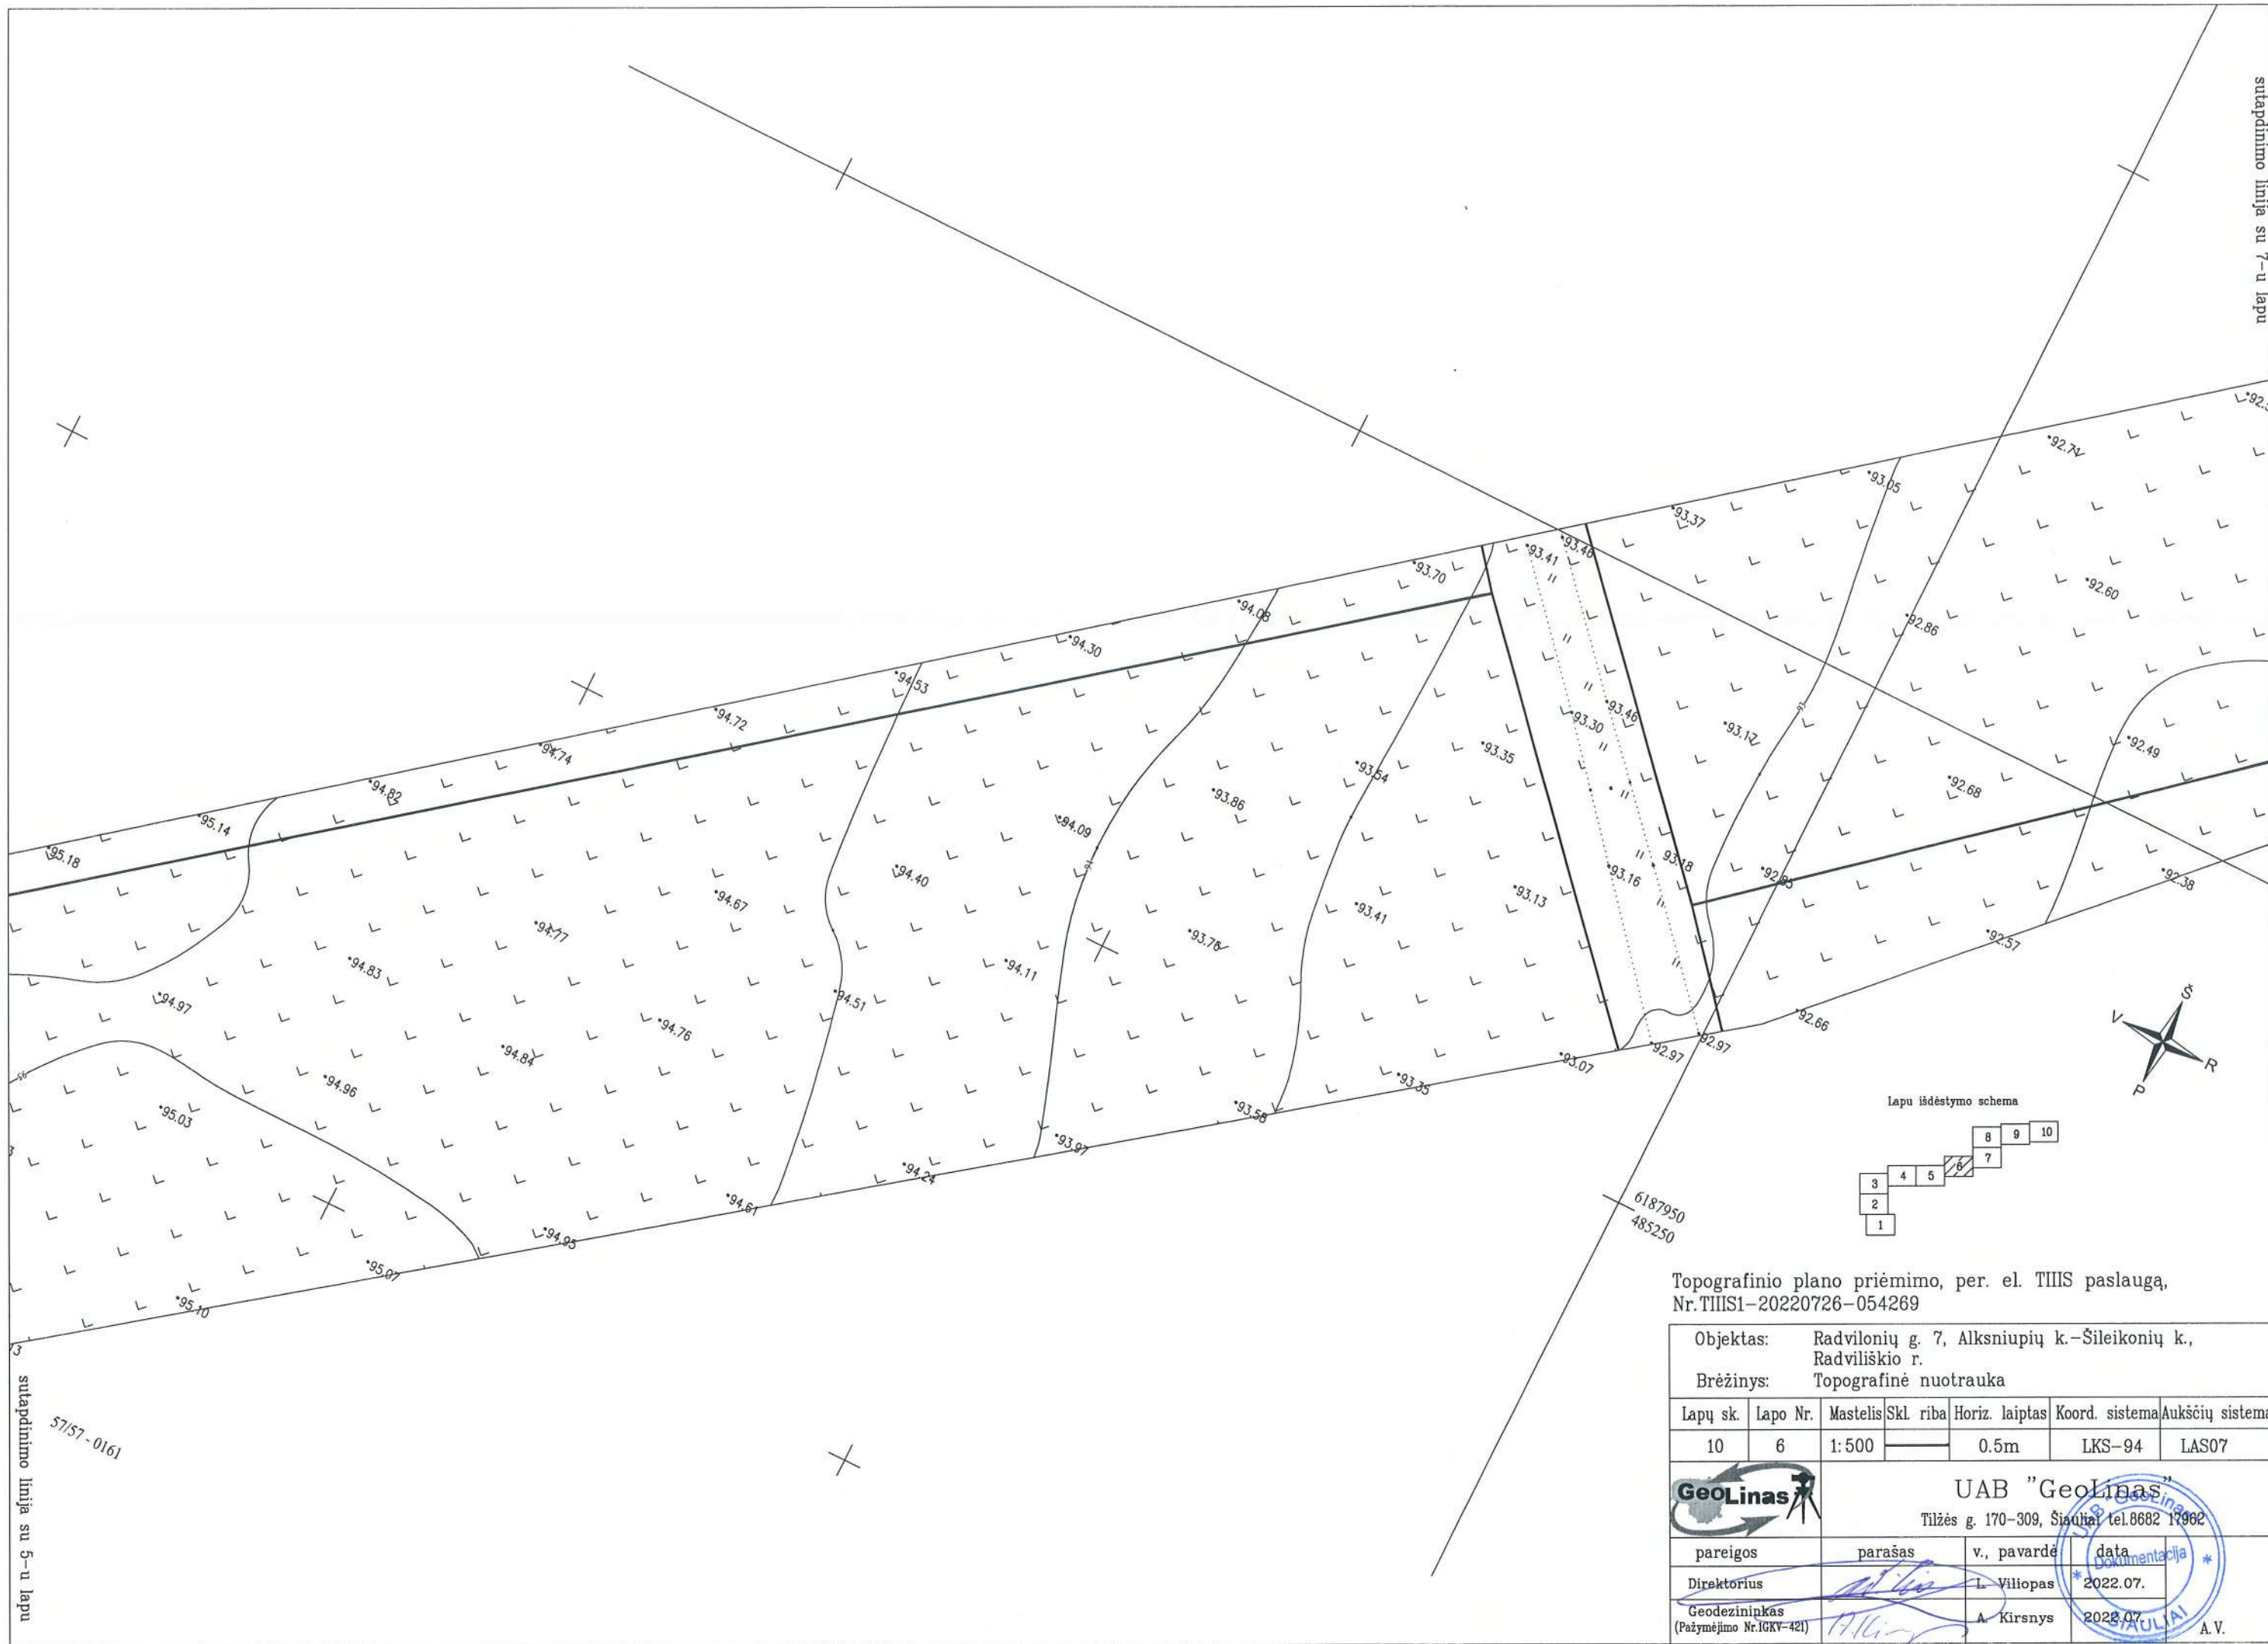 sutapdinimo linija su 7-u lapu
92.71
93.05
93.37
93.41
93.46
93.70
94.08
94.30
94.53
94.72
94.74
94.82
95.14
95.18
92.60
92.86
93.46
93.30
93.17
93.35
93.54
92.49
92.68
93.86
94.09
94.40
94.67
94.77
94.83
94.97
93.18
93.16
93.13
93.41
93.76
94.11
94.51
94.76
94.84
94.96
95.03
92.38
92.57
92.66
92.97
92.97
93.07
93.35
93.58
93.97
94.24
94.61
94.95
95.07
95.10
Š
V
R
P
Lapu išdėstymo schema
8 9 10
7
4 5 6
3
2
1
6187950
485250
57/57 - 0161
sutapdinimo linija su 5-u lapu
Topografinio plano priėmimo, per. el. TIIIS paslaugą,
Nr.TIIIS1-20220726-054269
Objektas: Radvilonių g. 7, Alksniupių k.-Šileikonių k.,
Radviliškio r.
Brėžinys: Topografinė nuotrauka
Lapų sk. Lapo Nr. Mastelis Skl. riba Horiz. laiptas Koord. sistema Aukščių sistema
10 6 1:500 0.5m LKS-94 LAS07
GeoLinas
UAB "GeoLinas"
Tilžės g. 170-309, Šiauliai tel.8682 17962
pareigos parašas v., pavardė data
Direktorius L. Viliopas 2022.07.
Geodezininkas A. Kirsnys 2022.07.
(Pažymėjimo Nr.1GKV-421)
A.V.
UAB "GeoLinas"
Dokumentacija
ŠIAULIAI